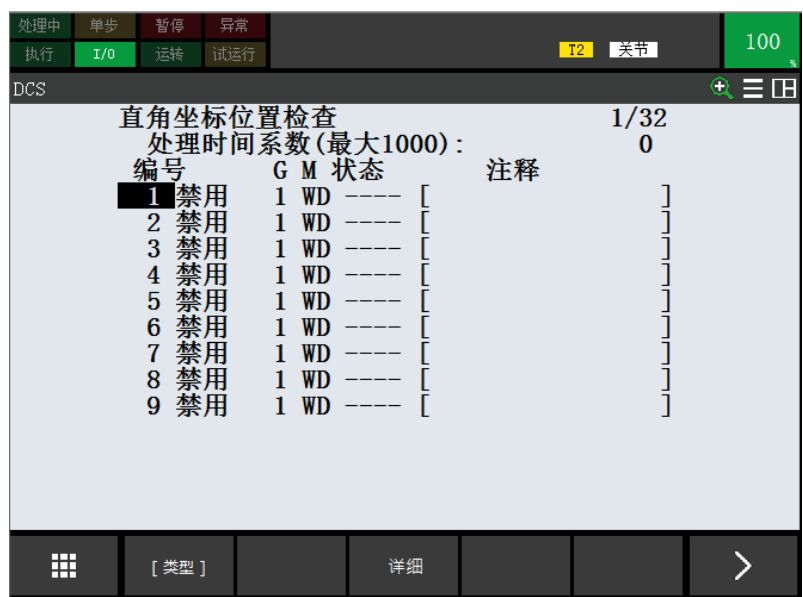 处理中 单步 暂停 异常
执行 I/O 运转 试运行 T2 关节 100 %
DCS
直角坐标位置检查 1/32
处理时间系数(最大1000): 0
编号 G M 状态 注释
1 禁用 1 WD ---- [ ]
2 禁用 1 WD ---- [ ]
3 禁用 1 WD ---- [ ]
4 禁用 1 WD ---- [ ]
5 禁用 1 WD ---- [ ]
6 禁用 1 WD ---- [ ]
7 禁用 1 WD ---- [ ]
8 禁用 1 WD ---- [ ]
9 禁用 1 WD ---- [ ]
[ 类型 ] 详细